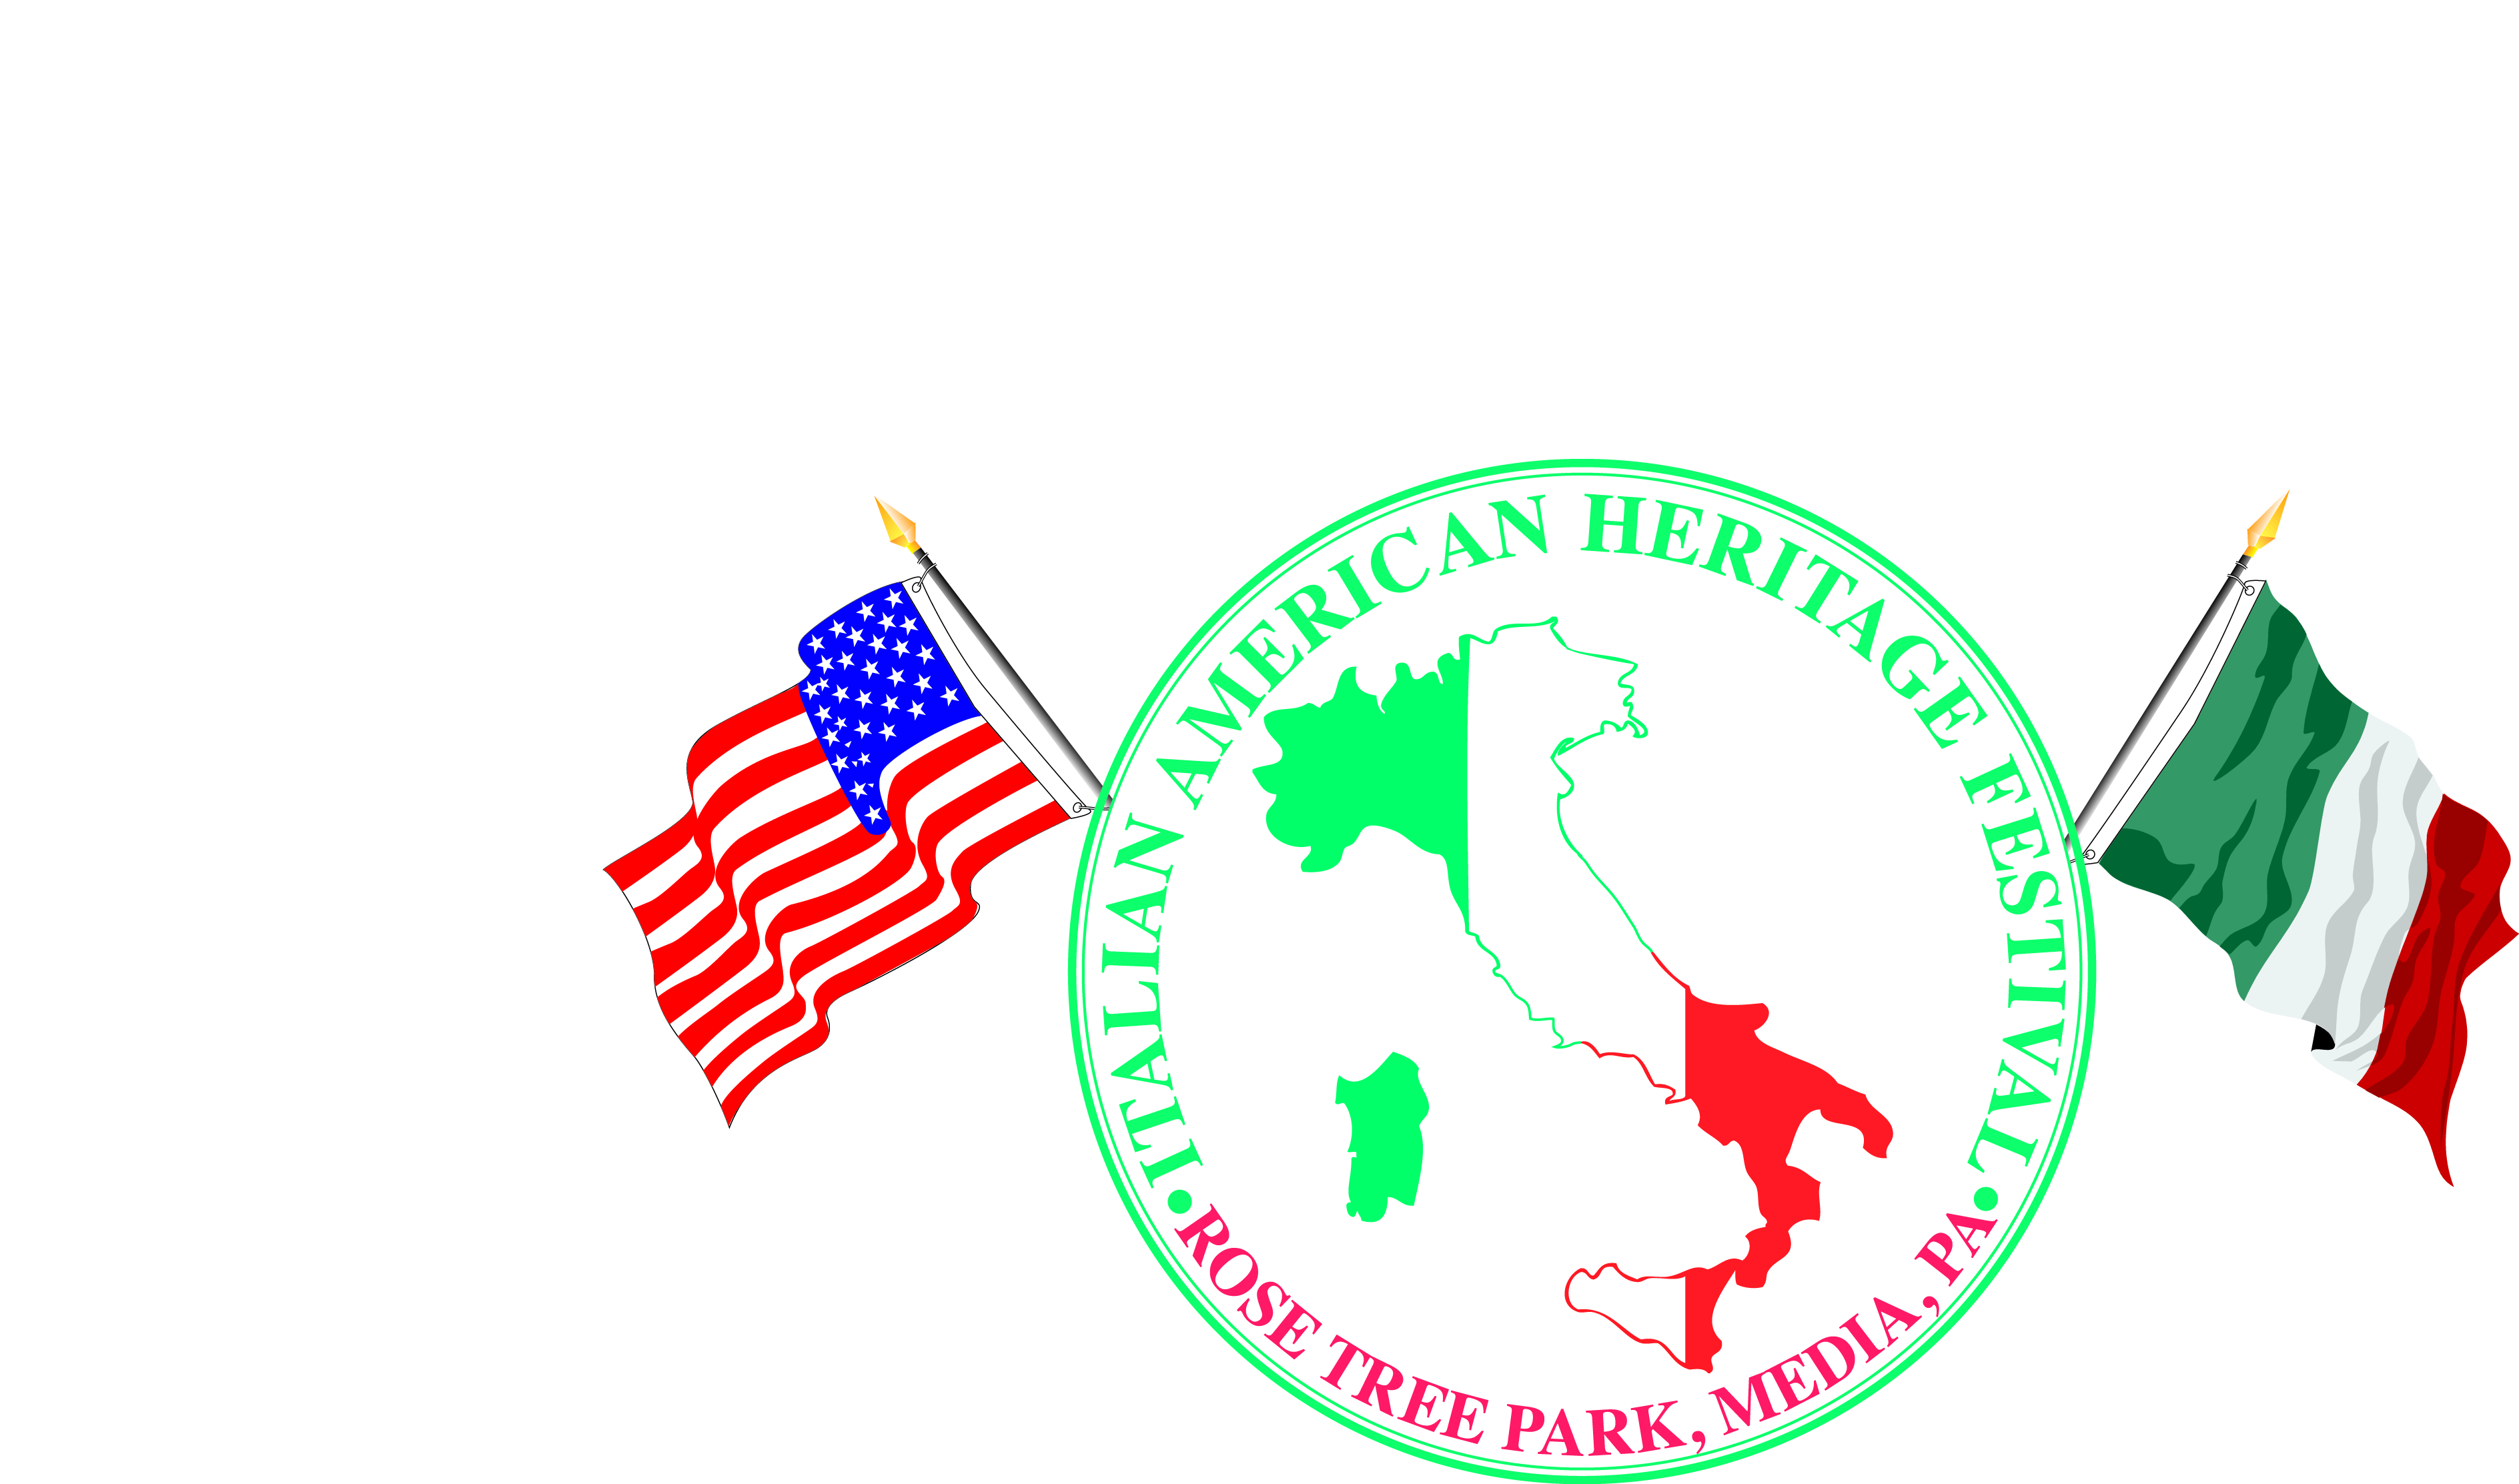 ITALIAN AMERICAN HERITAGE FESTIVAL
ROSE TREE PARK, MEDIA, PA